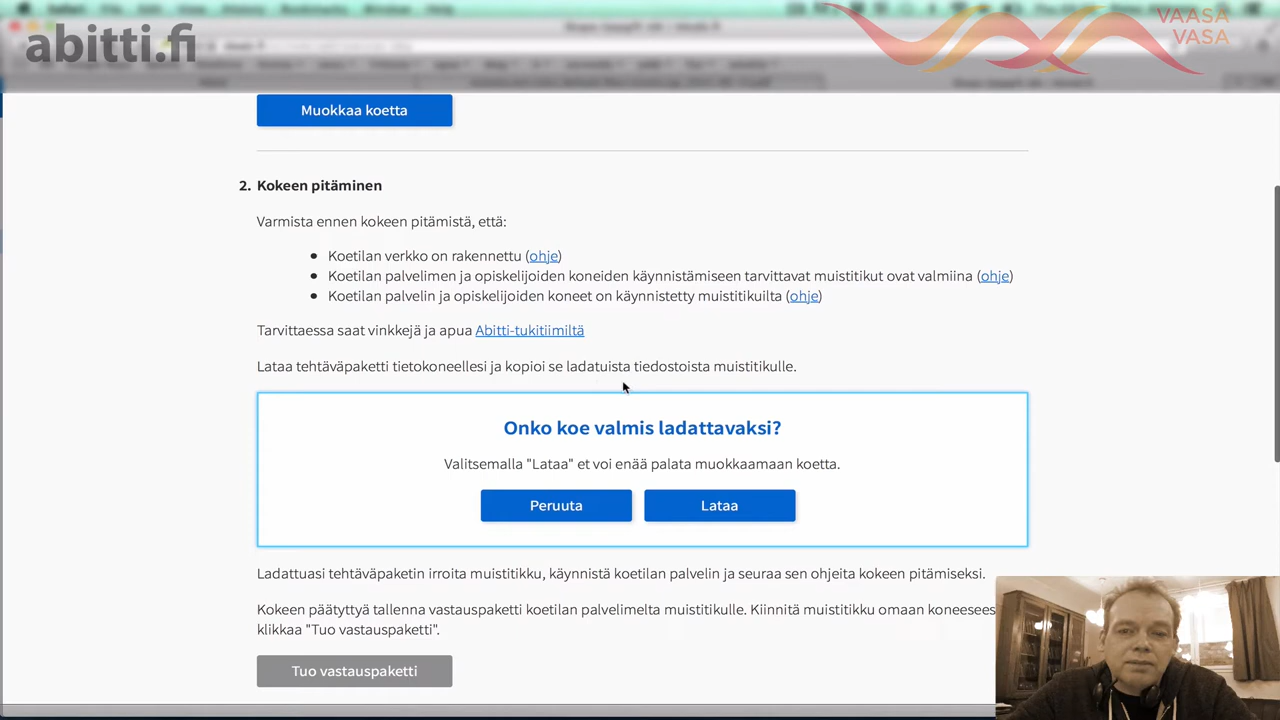 abitti.fi
VAASA
VASA
Muokkaa koetta
2. Kokeen pitäminen
Varmista ennen kokeen pitämistä, että:
Koetilan verkko on rakennettu (ohje)
Koetilan palvelimen ja opiskelijoiden koneiden käynnistämiseen tarvittavat muistitikut ovat valmiina (ohje)
Koetilan palvelin ja opiskelijoiden koneet on käynnistetty muistitikuilta (ohje)
Tarvittaessa saat vinkkejä ja apua Abitti-tukitiimiltä
Lataa tehtäväpaketti tietokoneellesi ja kopioi se ladatuista tiedostoista muistitikulle.
Onko koe valmis ladattavaksi?
Valitsemalla "Lataa" et voi enää palata muokkaamaan koetta.
Peruuta
Lataa
Ladattuasi tehtäväpaketin irroita muistitikku, käynnistä koetilan palvelin ja seuraa sen ohjeita kokeen pitämiseksi.
Kokeen päätyttyä tallenna vastauspaketti koetilan palvelimelta muistitikulle. Kiinnitä muistitikku omaan koneesees
klikkaa "Tuo vastauspaketti".
Tuo vastauspaketti